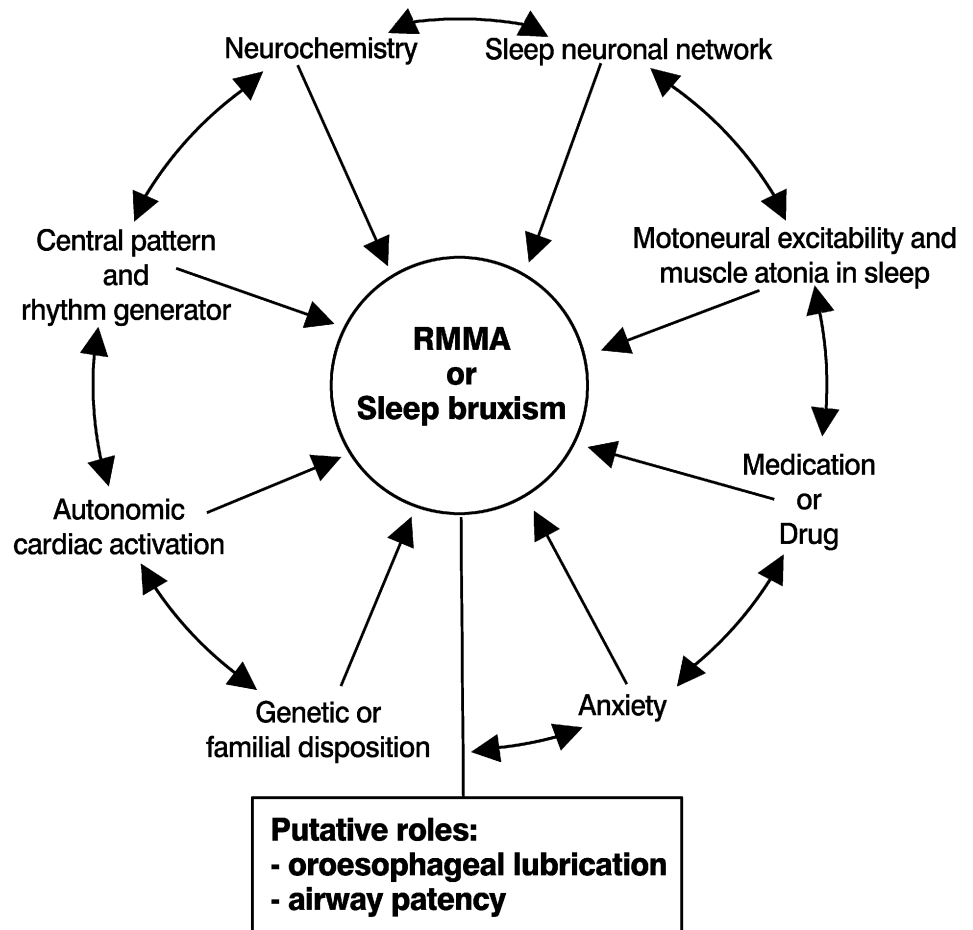 Neurochemistry
Sleep neuronal network
Central pattern
and
rhythm generator
Motoneural excitability and
muscle atonia in sleep
RMMA
or
Sleep bruxism
Autonomic
cardiac activation
Medication
or
Drug
Genetic or
familial disposition
Anxiety
Putative roles:
- oroesophageal lubrication
- airway patency